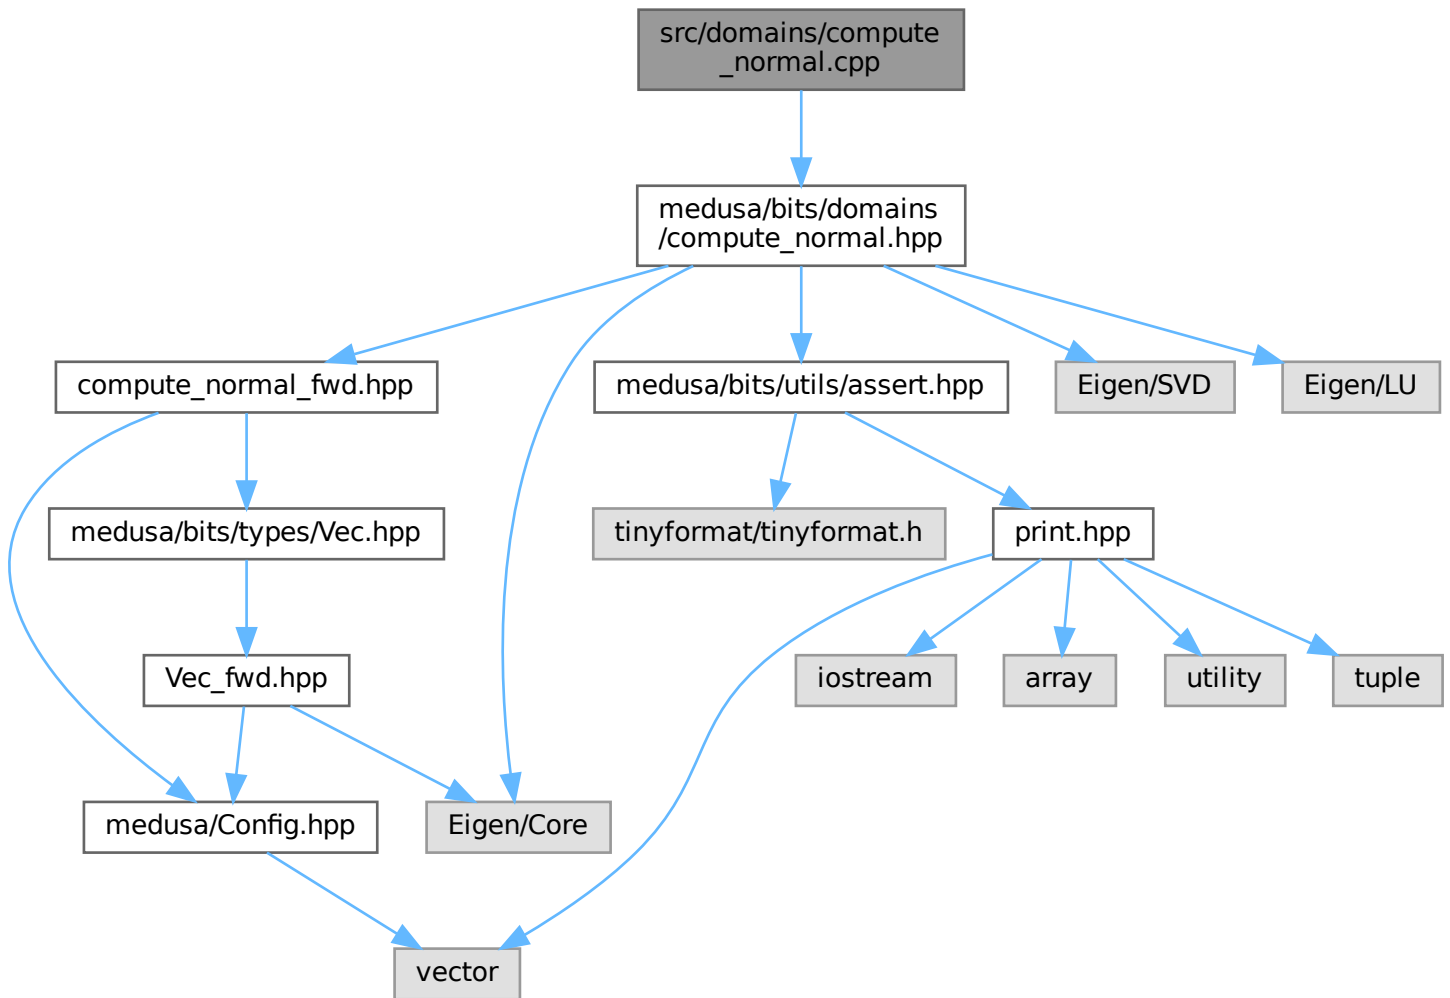 src/domains/compute
_normal.cpp
medusa/bits/domains
/compute_normal.hpp
compute_normal_fwd.hpp
medusa/bits/utils/assert.hpp
Eigen/SVD
Eigen/LU
medusa/bits/types/Vec.hpp
tinyformat/tinyformat.h
print.hpp
Vec_fwd.hpp
iostream
array
utility
tuple
medusa/Config.hpp
Eigen/Core
vector